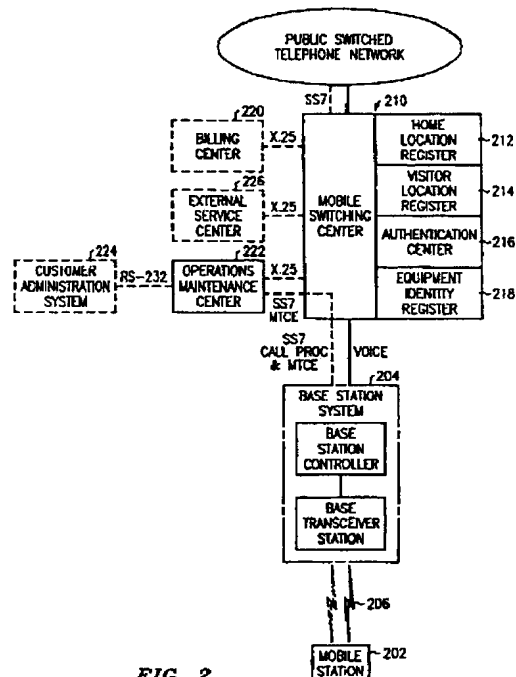 PUBLIC SWITCHED
TELEPHONE NETWORK
SS7
210
220
BILLING
CENTER
X.25
HOME
LOCATION
REGISTER
212
226
EXTERNAL
SERVICE
CENTER
X.25
MOBILE
SWITCHING
CENTER
VISITOR
LOCATION
REGISTER
214
AUTHENTICATION
CENTER
216
224
CUSTOMER
ADMINISTRATION
SYSTEM
RS-232
222
OPERATIONS
MAINTENANCE
CENTER
X.25
SS7
MTCE
EQUIPMENT
IDENTITY
REGISTER
218
SS7
CALL PROC
& MTCE
VOICE
204
BASE STATION
SYSTEM
BASE
STATION
CONTROLLER
BASE
TRANSCEIVER
STATION
206
MOBILE
STATION
202
FIG. 2